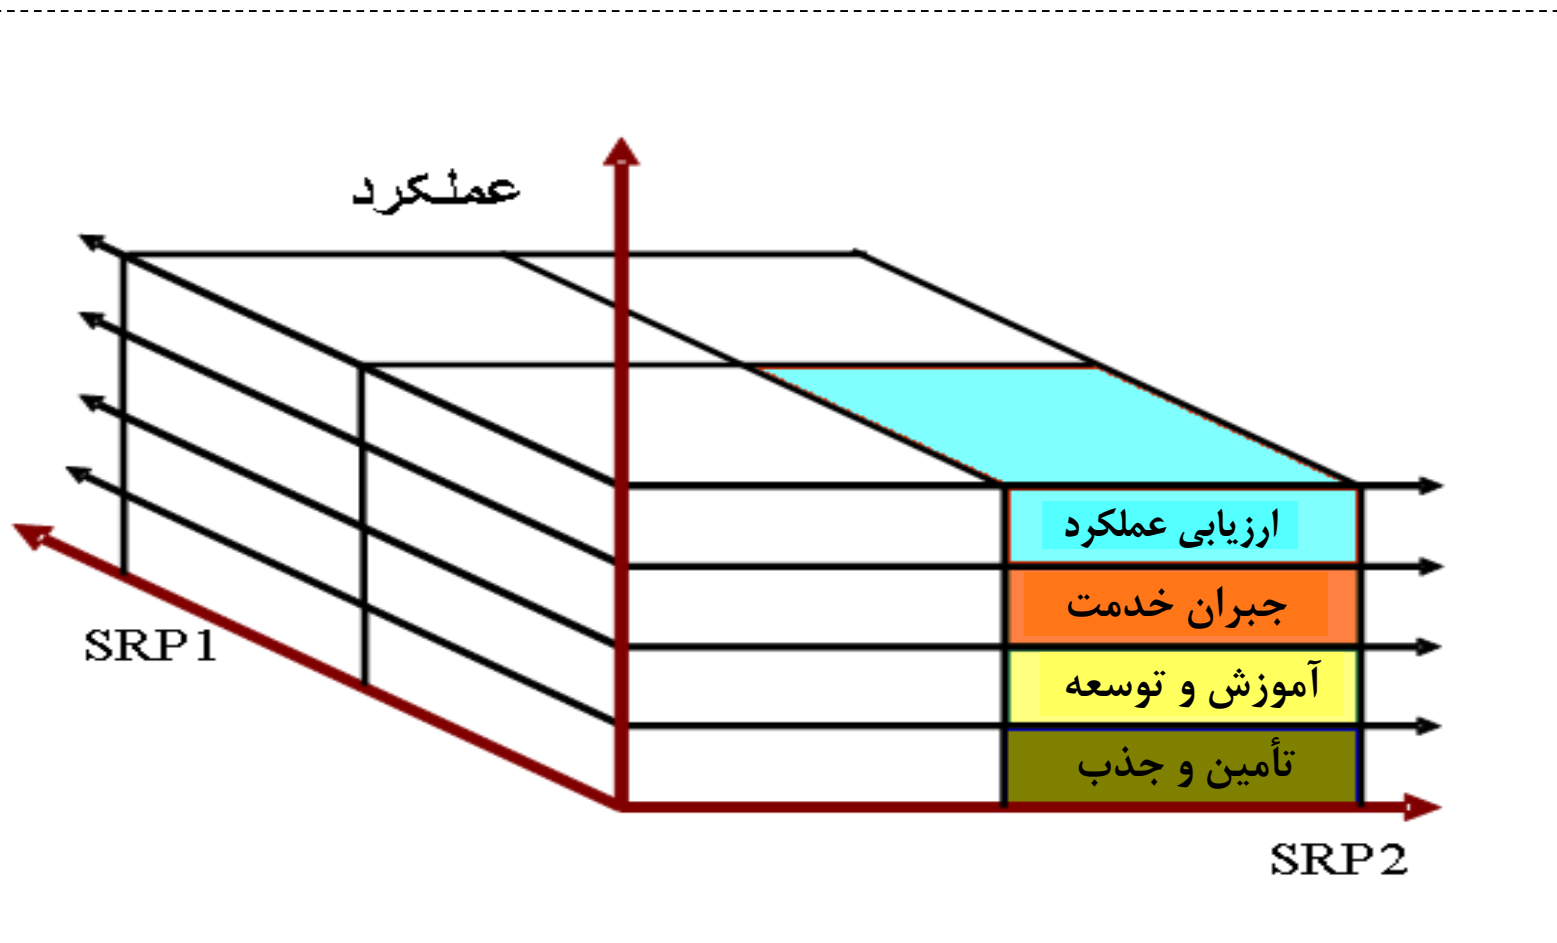 عملکرد
ارزیابی عملکرد
جبران خدمت
SRP1
آموزش و توسعه
تأمین و جذب
SRP2